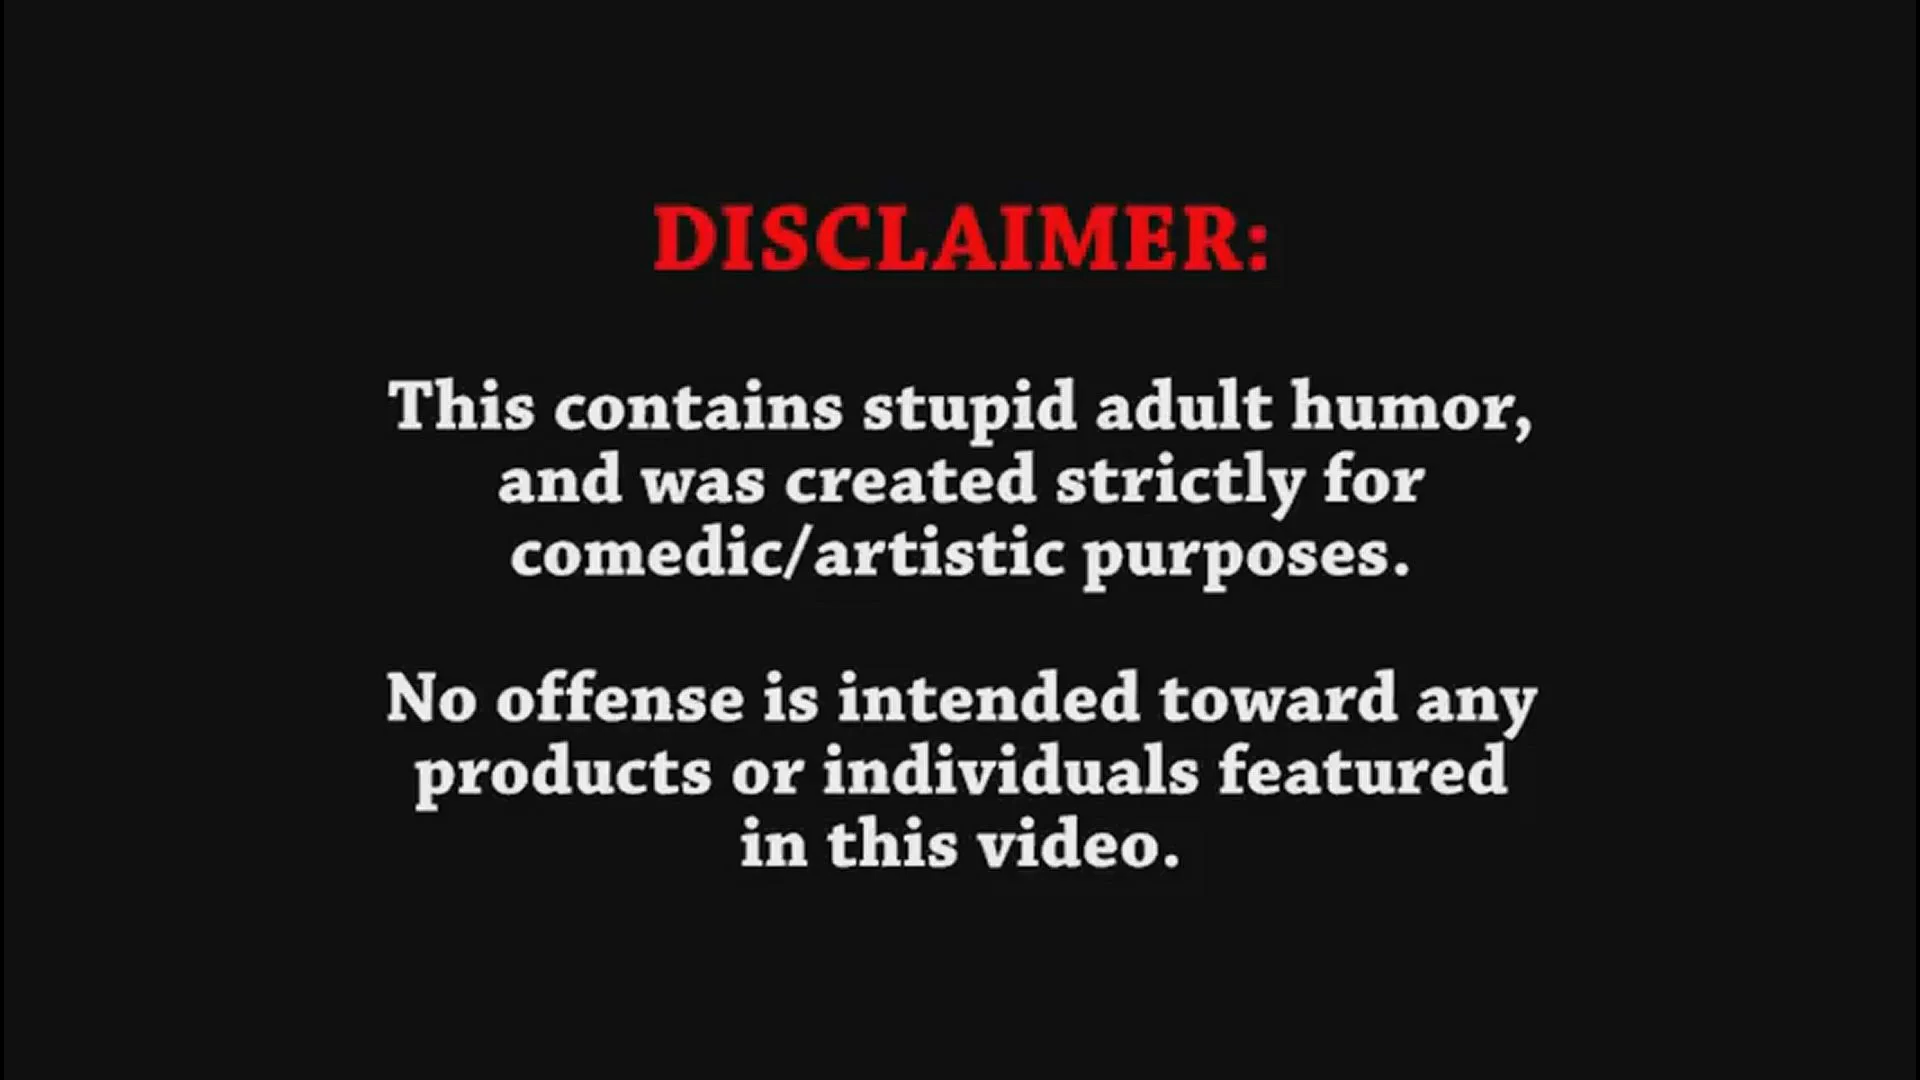 DISCLAIMER:
This contains stupid adult humor,
and was created strictly for
comedic/artistic purposes.
No offense is intended toward any
products or individuals featured
in this video.